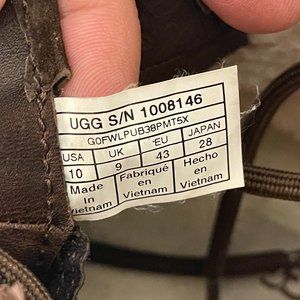 UGG S/N 1008146
G0FWLPUB38PMT5X
USA UK EU JAPAN
10 9 43 28
Made Fabriqué Hecho
in en en
Vietnam Vietnam Vietnam